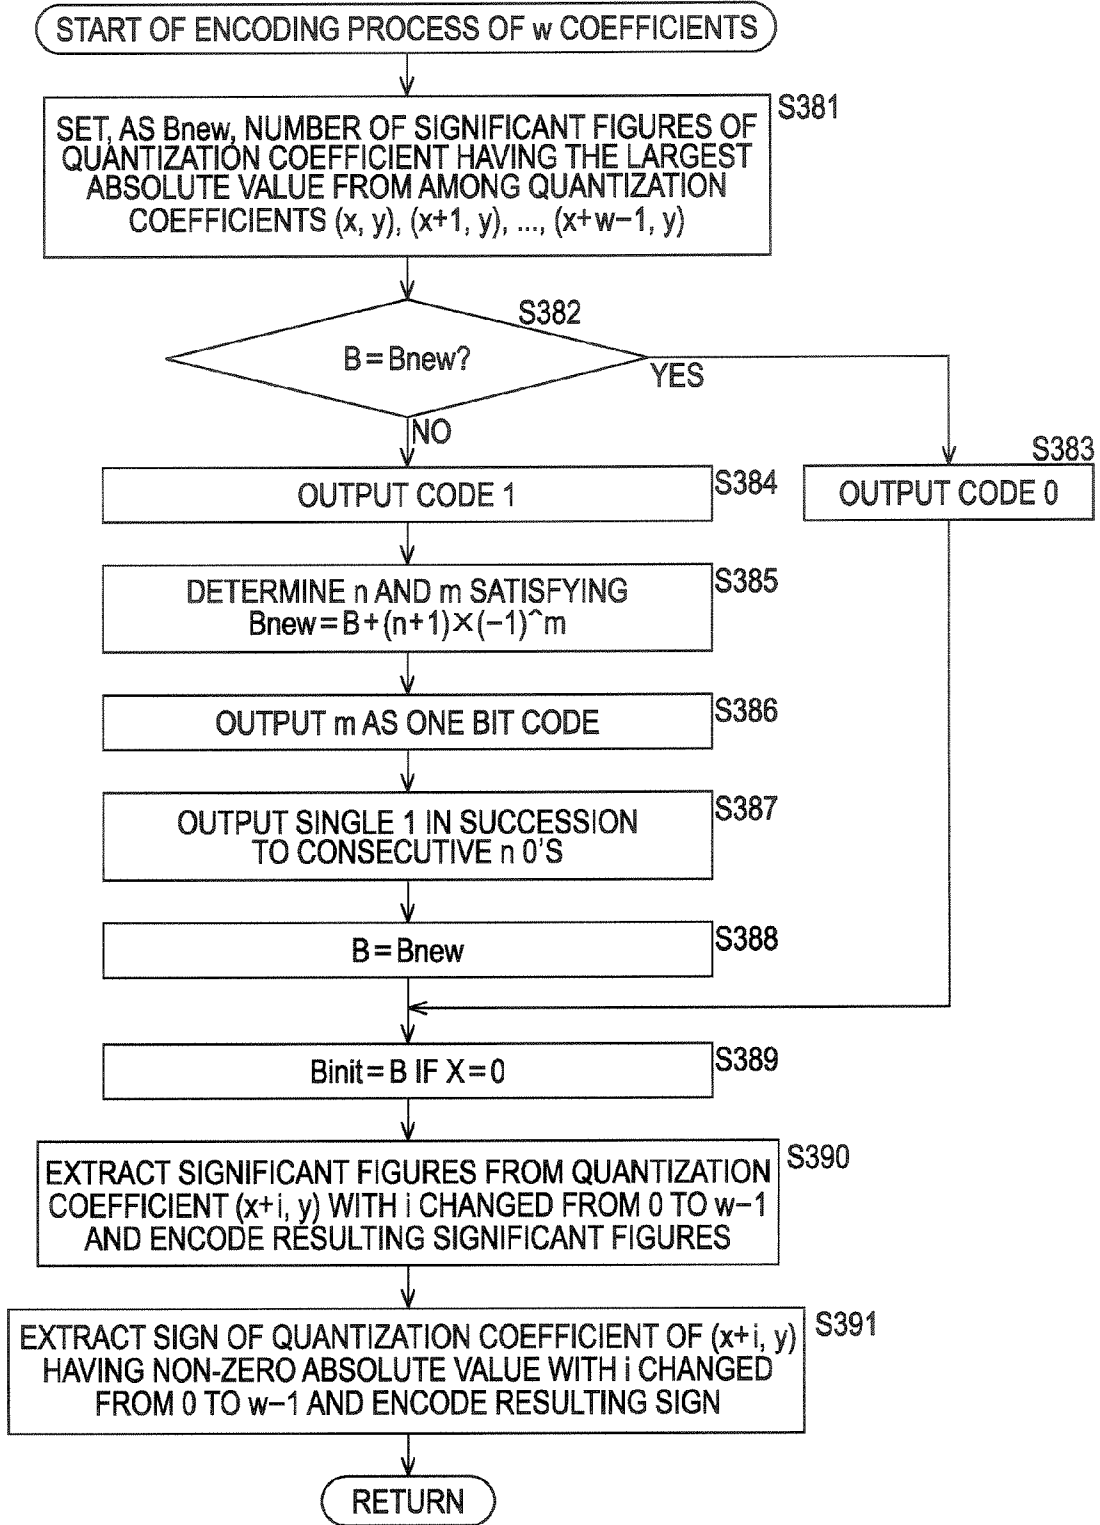 START OF ENCODING PROCESS OF w COEFFICIENTS
S381
SET, AS Bnew, NUMBER OF SIGNIFICANT FIGURES OF
QUANTIZATION COEFFICIENT HAVING THE LARGEST
ABSOLUTE VALUE FROM AMONG QUANTIZATION
COEFFICIENTS (x, y), (x+1, y), ..., (x+w−1, y)
S382
B=Bnew?
YES
NO
S383
OUTPUT CODE 0
S384
OUTPUT CODE 1
S385
DETERMINE n AND m SATISFYING
Bnew=B+(n+1)×(−1)^m
S386
OUTPUT m AS ONE BIT CODE
S387
OUTPUT SINGLE 1 IN SUCCESSION
TO CONSECUTIVE n 0'S
S388
B=Bnew
S389
Binit=B IF X=0
S390
EXTRACT SIGNIFICANT FIGURES FROM QUANTIZATION
COEFFICIENT (x+i, y) WITH i CHANGED FROM 0 TO w−1
AND ENCODE RESULTING SIGNIFICANT FIGURES
S391
EXTRACT SIGN OF QUANTIZATION COEFFICIENT OF (x+i, y)
HAVING NON-ZERO ABSOLUTE VALUE WITH i CHANGED
FROM 0 TO w−1 AND ENCODE RESULTING SIGN
RETURN